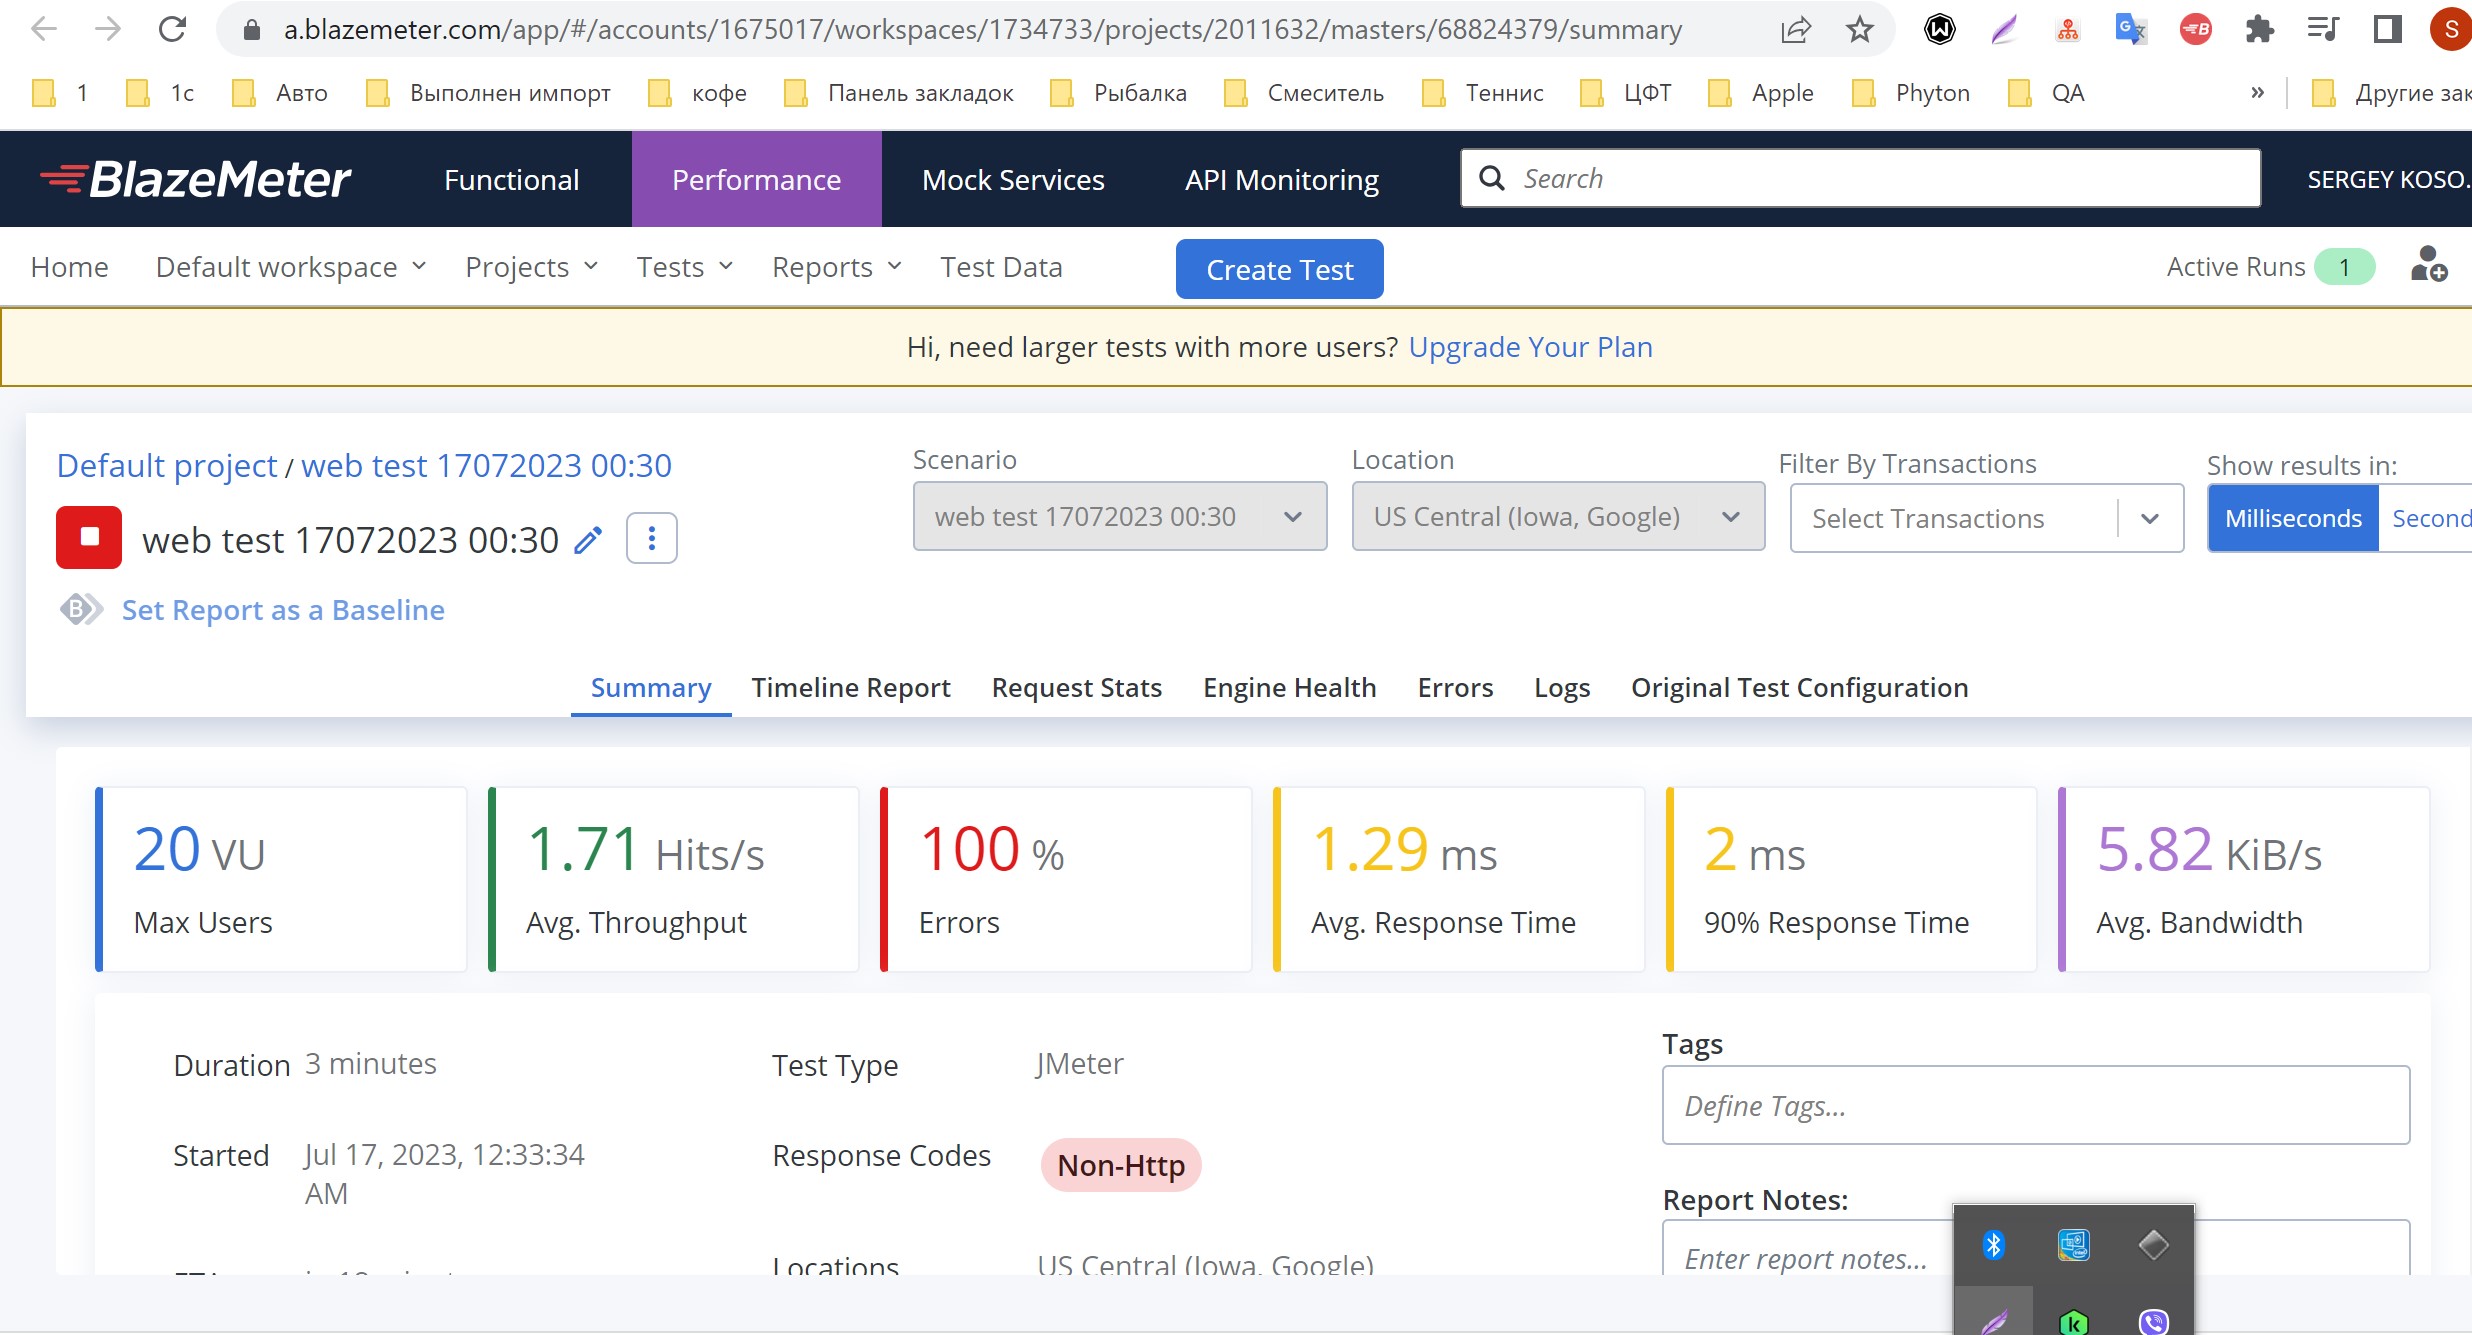 a.blazemeter.com/app/#/accounts/1675017/workspaces/1734733/projects/2011632/masters/68824379/summary
S
1 1с Авто Выполнен импорт кофе Панель закладок Рыбалка Смеситель Теннис ЦФТ Apple Phyton QA » Другие зак
BlazeMeter Functional Performance Mock Services API Monitoring Search SERGEY KOSO.
Home Default workspace Projects Tests Reports Test Data Create Test Active Runs 1
Hi, need larger tests with more users? Upgrade Your Plan
Default project / web test 17072023 00:30
Scenario Location Filter By Transactions Show results in:
web test 17072023 00:30 US Central (Iowa, Google) Select Transactions Milliseconds Second
web test 17072023 00:30
B Set Report as a Baseline
Summary Timeline Report Request Stats Engine Health Errors Logs Original Test Configuration
20 VU 1.71 Hits/s 100 % 1.29 ms 2 ms 5.82 KiB/s
Max Users Avg. Throughput Errors Avg. Response Time 90% Response Time Avg. Bandwidth
Duration 3 minutes Test Type JMeter
Tags
Define Tags...
Started Jul 17, 2023, 12:33:34
AM
Response Codes Non-Http
Report Notes:
Enter report notes...
Locations US Central (Iowa, Google)